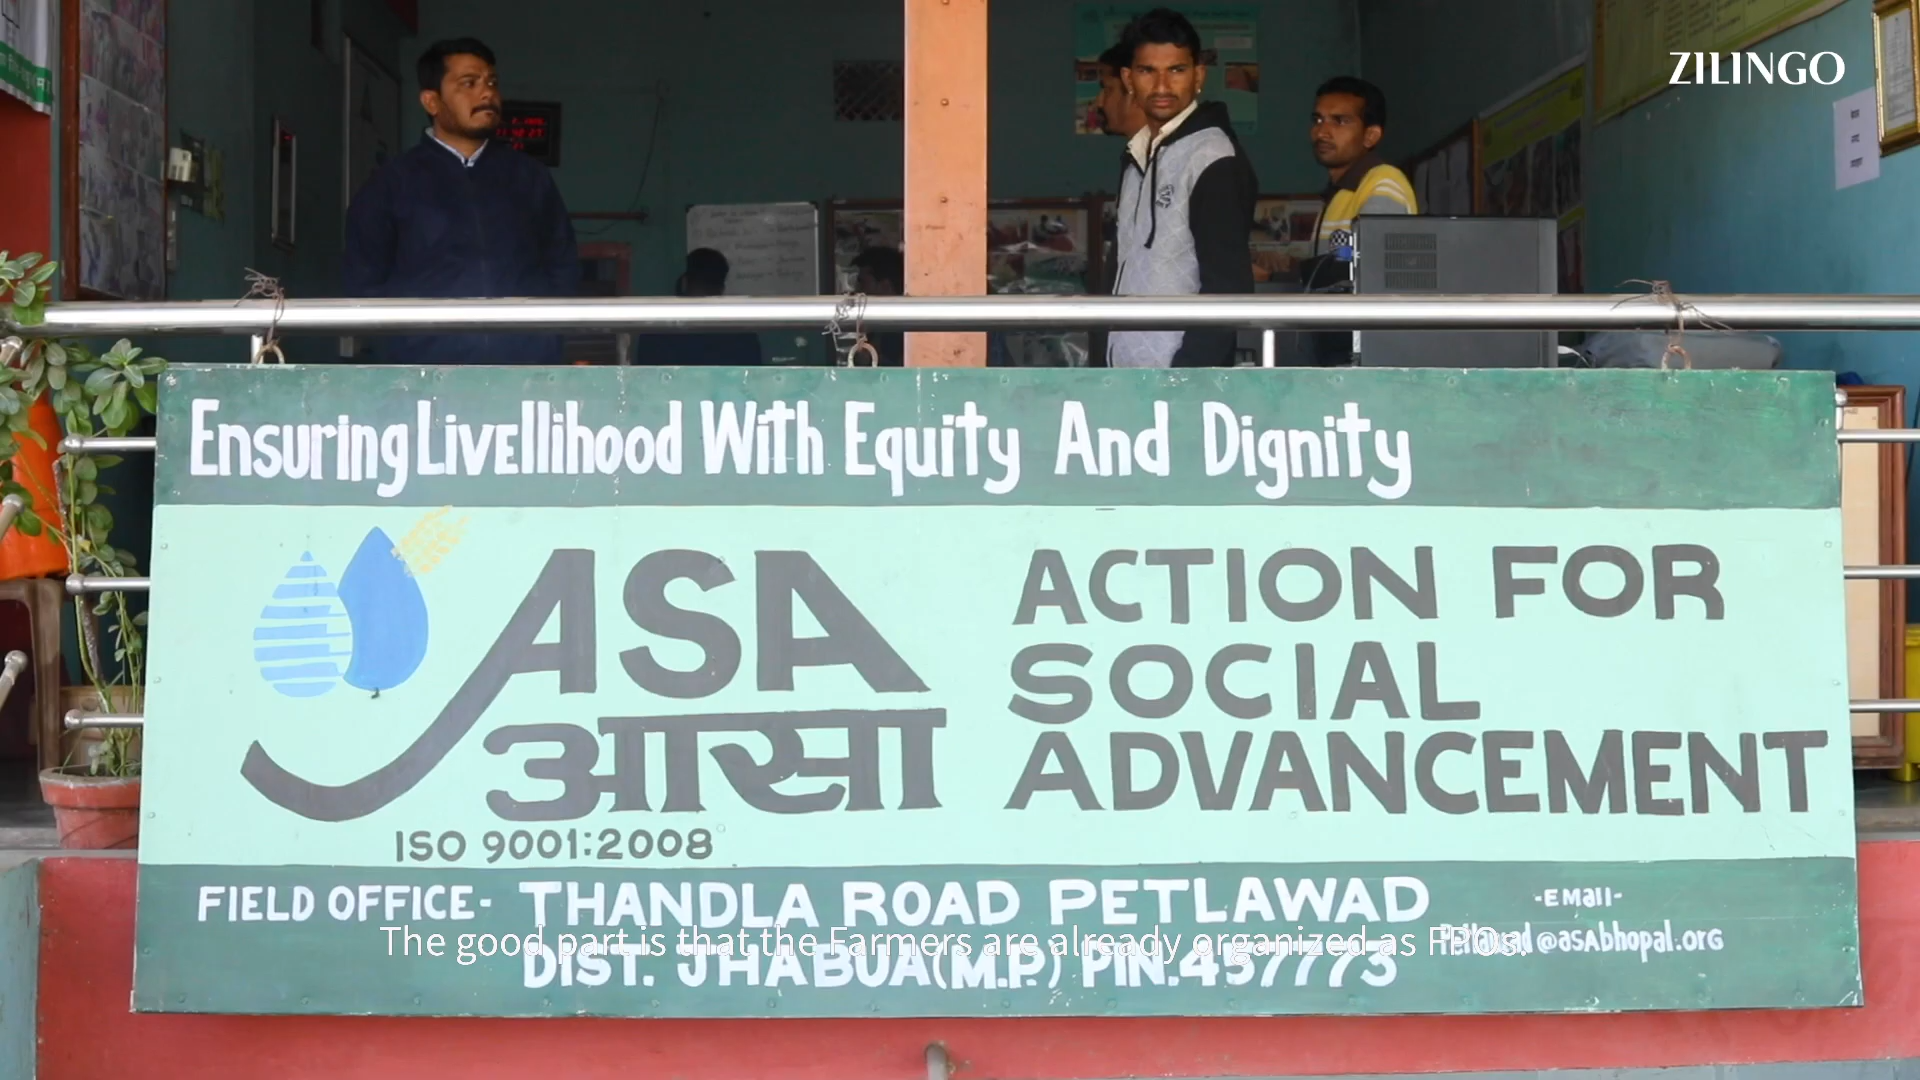 ZILINGO
Ensuring Livellihood With Equity And Dignity
ASA
आसा
ACTION FOR
SOCIAL
ADVANCEMENT
ISO 9001:2008
FIELD OFFICE- THANDLA ROAD PETLAWAD
DIST. JHABUA(M.P.) PIN.457773
-EMail-
Petlawad@asAbhopal.org
The good part is that the Farmers are already organized as FPOs.